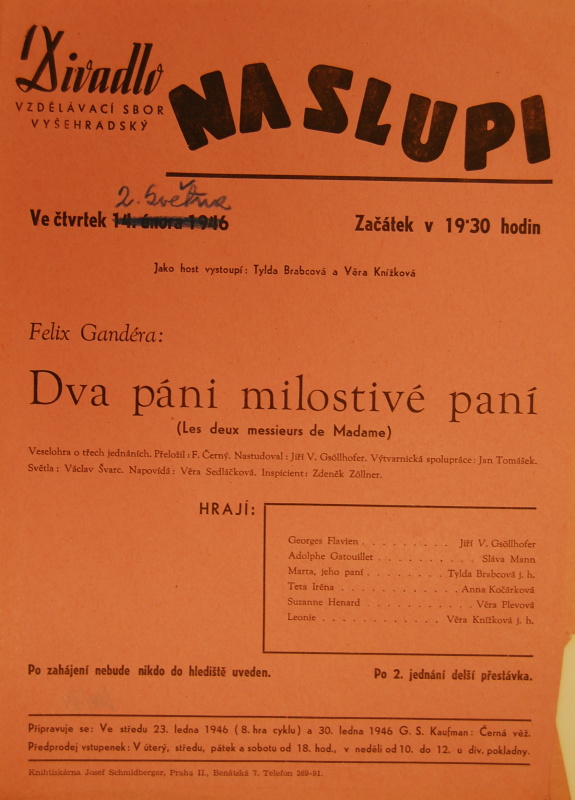 Divadlo
VZDĚLÁVACÍ SBOR
VYŠEHRADSKÝ
NA SLUPI
2. května
Ve čtvrtek 14. února 1946
Začátek v 19·30 hodin
Jako host vystoupí: Tylda Brabcová a Věra Knížková
Felix Gandéra:
Dva páni milostivé paní
(Les deux messieurs de Madame)
Veselohra o třech jednáních. Přeložil: F. Černý. Nastudoval: Jiří V. Gsöllhofer. Výtvarnická spolupráce: Jan Tomášek.
Světla: Václav Švarc. Napovídá: Věra Sedláčková. Inspicient: Zdeněk Zöllner.
HRAJÍ:
Georges Flavien . . . . . . . . . Jiří V. Gsöllhofer
Adolphe Gatouillet . . . . . . . . . . Sláva Mann
Marta, jeho paní . . . . . . . . Tylda Brabcová j. h.
Teta Iréna . . . . . . . . . . . Anna Kočárková
Suzanne Henard . . . . . . . . . . . Věra Plevová
Leonie . . . . . . . . . . . . Věra Knížková j. h.
Po zahájení nebude nikdo do hlediště uveden.
Po 2. jednání delší přestávka.
Připravuje se: Ve středu 23. ledna 1946 (8. hra cyklu) a 30. ledna 1946 G. S. Kaufman: Černá věž.
Předprodej vstupenek: V úterý, středu, pátek a sobotu od 18. hod., v neděli od 10. do 12. u div. pokladny.
Knihtiskárna Josef Schmidberger, Praha II., Benátská 7. Telefon 269-91.